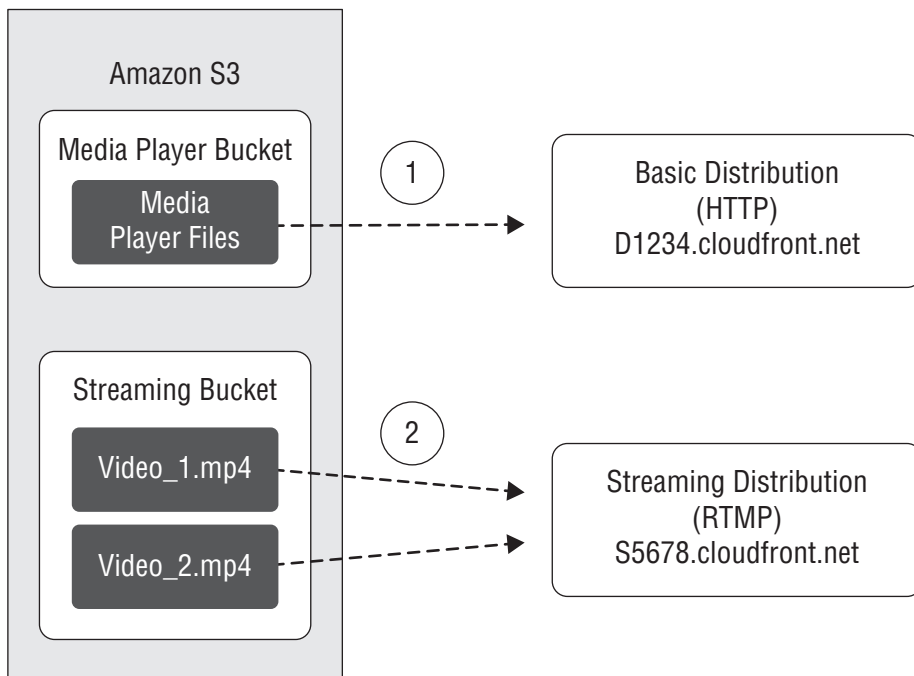 Amazon S3
Media Player Bucket
Media
Player Files
1
Basic Distribution
(HTTP)
D1234.cloudfront.net
Streaming Bucket
Video_1.mp4
Video_2.mp4
2
Streaming Distribution
(RTMP)
S5678.cloudfront.net